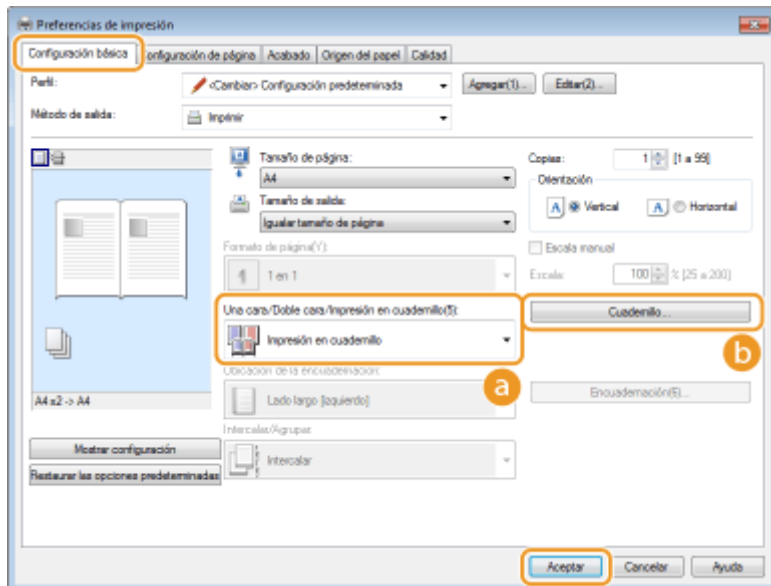 Preferencias de impresión
Configuración básica
Configuración de página
Acabado
Origen del papel
Calidad
Perfil:
<Cambiar> Configuración predeterminada
Agregar(1)...
Editar(2)...
Método de salida:
Imprimir
Tamaño de página:
A4
Tamaño de salida:
Igualar tamaño de página
Copias:
1 [1 a 99]
Orientación
A Vertical
A Horizontal
Formato de página(Y):
1 1 en 1
Escala manual
Escala:
100 % [25 a 200]
Una cara/Doble cara/Impresión en cuadernillo(5):
Impresión en cuadernillo
Cuadernillo...
a
b
Ubicación de la encuadernación:
Lado largo [Izquierdo]
Encuadernación(6)...
A4 x2 -> A4
Intercalar/Agrupar:
Intercalar
Mostrar configuración
Restaurar las opciones predeterminadas
Aceptar
Cancelar
Ayuda